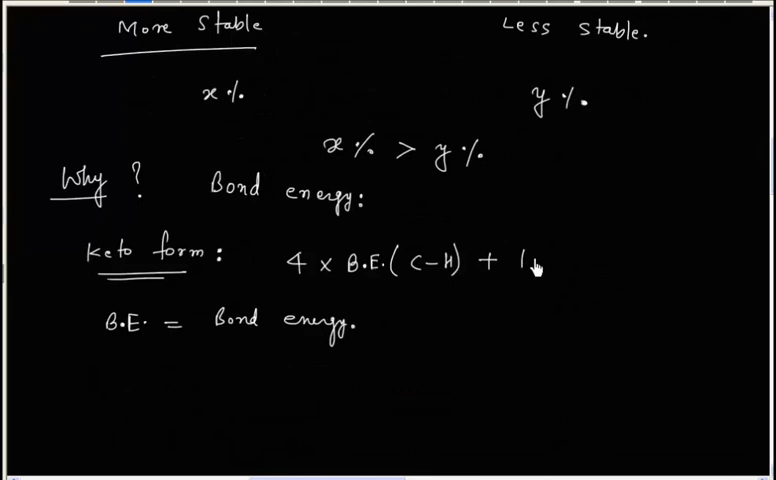 More Stable Less Stable.
x % y %
x % > y %
Why? Bond energy:
Keto form: 4 x B.E. (C-H) + 1
B.E. = Bond energy.